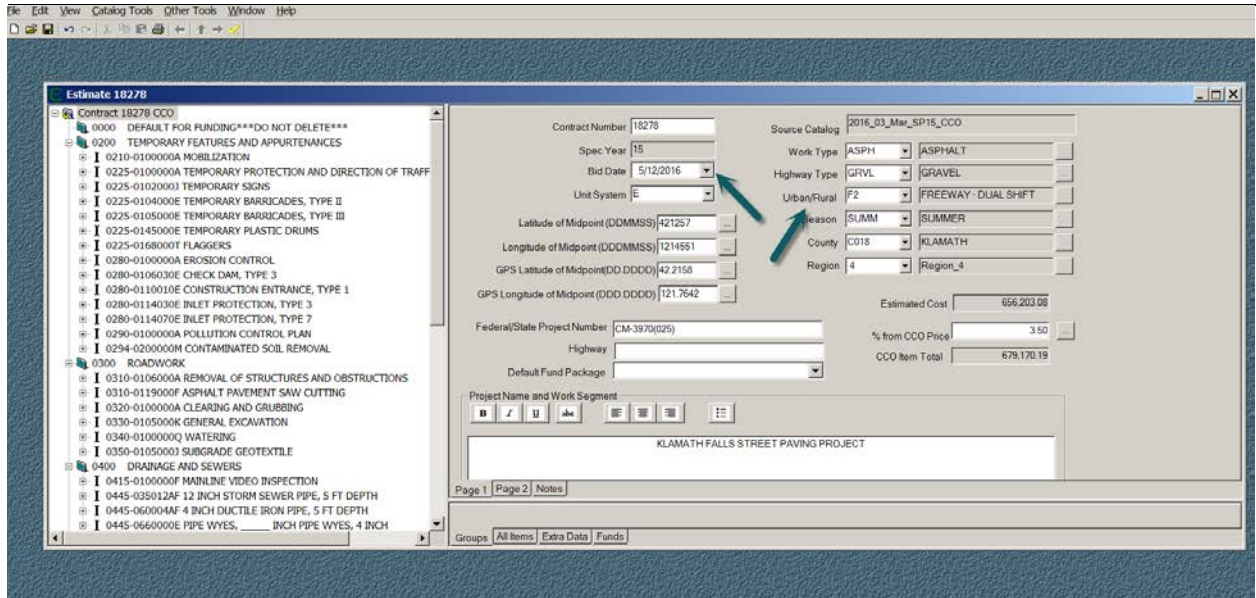 File Edit View Catalog Tools Other Tools Window Help
Estimate 18278
Contract 18278 CCO
0000 DEFAULT FOR FUNDING***DO NOT DELETE***
0200 TEMPORARY FEATURES AND APPURTENANCES
I 0210-0100000A MOBILIZATION
I 0225-0100000A TEMPORARY PROTECTION AND DIRECTION OF TRAFF
I 0225-0102000J TEMPORARY SIGNS
I 0225-0104000E TEMPORARY BARRICADES, TYPE II
I 0225-0105000E TEMPORARY BARRICADES, TYPE III
I 0225-0145000E TEMPORARY PLASTIC DRUMS
I 0225-0168000T FLAGGERS
I 0280-0100000A EROSION CONTROL
I 0280-0106030E CHECK DAM, TYPE 3
I 0280-0110010E CONSTRUCTION ENTRANCE, TYPE 1
I 0280-0114030E INLET PROTECTION, TYPE 3
I 0280-0114070E INLET PROTECTION, TYPE 7
I 0290-0100000A POLLUTION CONTROL PLAN
I 0294-0200000M CONTAMINATED SOIL REMOVAL
0300 ROADWORK
I 0310-0106000A REMOVAL OF STRUCTURES AND OBSTRUCTIONS
I 0310-0119000F ASPHALT PAVEMENT SAW CUTTING
I 0320-0100000A CLEARING AND GRUBBING
I 0330-0105000K GENERAL EXCAVATION
I 0340-0100000Q WATERING
I 0350-0105000J SUBGRADE GEOTEXTILE
0400 DRAINAGE AND SEWERS
I 0415-0100000F MAINLINE VIDEO INSPECTION
I 0445-035012AF 12 INCH STORM SEWER PIPE, 5 FT DEPTH
I 0445-060004AF 4 INCH DUCTILE IRON PIPE, 5 FT DEPTH
I 0445-0660000E PIPE WYES, _____ INCH PIPE WYES, 4 INCH
Contract Number 18278
Spec Year 15
Bid Date 5/12/2016
Unit System E
Latitude of Midpoint (DDMMSS) 421257 ...
Longitude of Midpoint (DDDMMSS) 1214551 ...
GPS Latitude of Midpoint(DD.DDDD) 42.2158 ...
GPS Longitude of Midpoint (DDD.DDDD) 121.7642 ...
Source Catalog 2016_03_Mar_SP15_CCO
Work Type ASPH ASPHALT
Highway Type GRVL GRAVEL
Urban/Rural F2 FREEWAY - DUAL SHIFT
Season SUMM SUMMER
County C018 KLAMATH
Region 4 Region_4
Estimated Cost 656,203.08
% from CCO Price 3.50 ...
CCO Item Total 679,170.19
Federal/State Project Number CM-3970(025)
Highway
Default Fund Package
Project Name and Work Segment
B I U abc
KLAMATH FALLS STREET PAVING PROJECT
Page 1 Page 2 Notes
Groups All Items Extra Data Funds